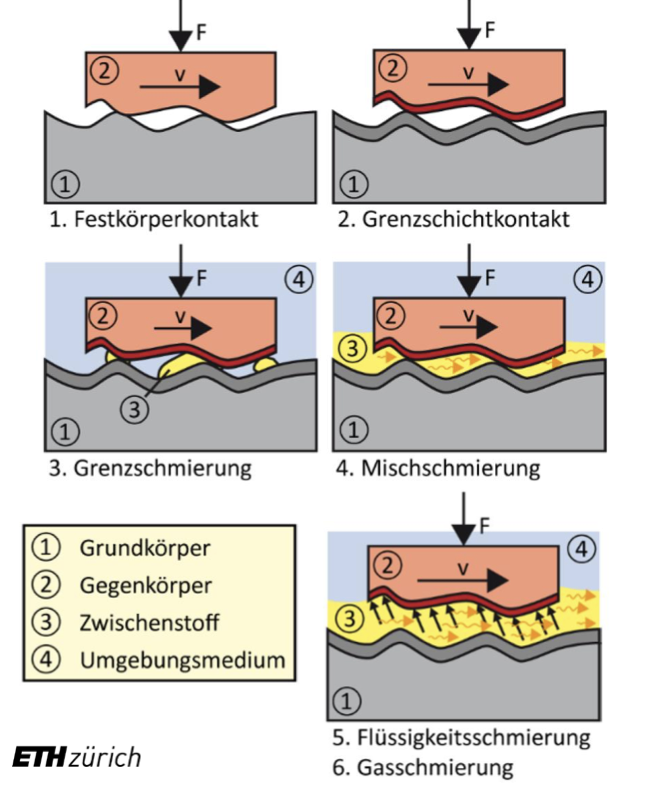 F
② v
①
1. Festkörperkontakt
F
② v
①
2. Grenzschichtkontakt
F
④
② v
③
①
3. Grenzschmierung
F
④
② v
③
①
4. Mischschmierung
① Grundkörper
② Gegenkörper
③ Zwischenstoff
④ Umgebungsmedium
F
④
② v
③
①
5. Flüssigkeitsschmierung
6. Gasschmierung
ETH zürich